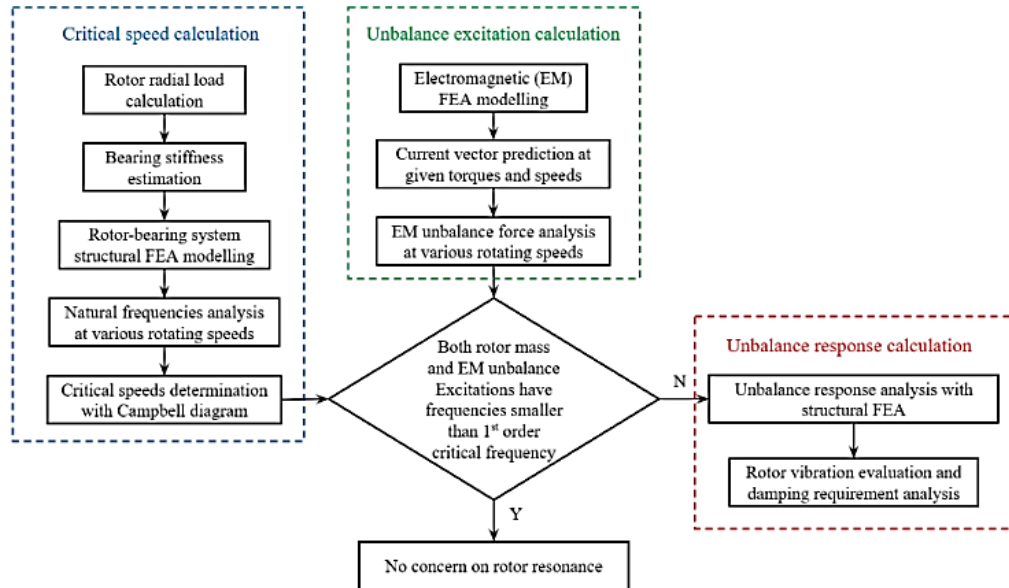 Critical speed calculation
Rotor radial load
calculation
Bearing stiffness
estimation
Rotor-bearing system
structural FEA modelling
Natural frequencies analysis
at various rotating speeds
Critical speeds determination
with Campbell diagram
Unbalance excitation calculation
Electromagnetic (EM)
FEA modelling
Current vector prediction at
given torques and speeds
EM unbalance force analysis
at various rotating speeds
Both rotor mass
and EM unbalance
Excitations have
frequencies smaller
than 1st order
critical frequency
N
Y
No concern on rotor resonance
Unbalance response calculation
Unbalance response analysis with
structural FEA
Rotor vibration evaluation and
damping requirement analysis